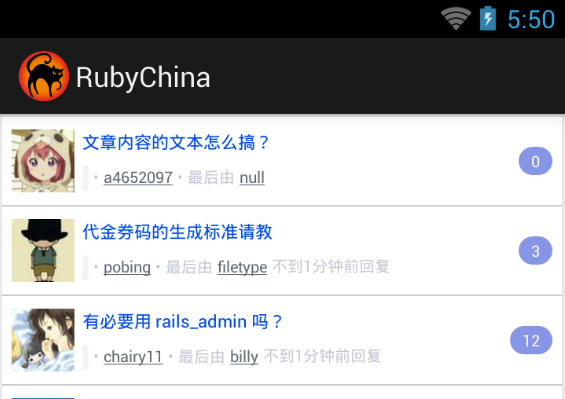 5:50
RubyChina
文章内容的文本怎么搞？
• a4652097 • 最后由 null
0
代金券码的生成标准请教
• pobing • 最后由 filetype 不到1分钟前回复
3
有必要用 rails_admin 吗？
• chairy11 • 最后由 billy 不到1分钟前回复
12